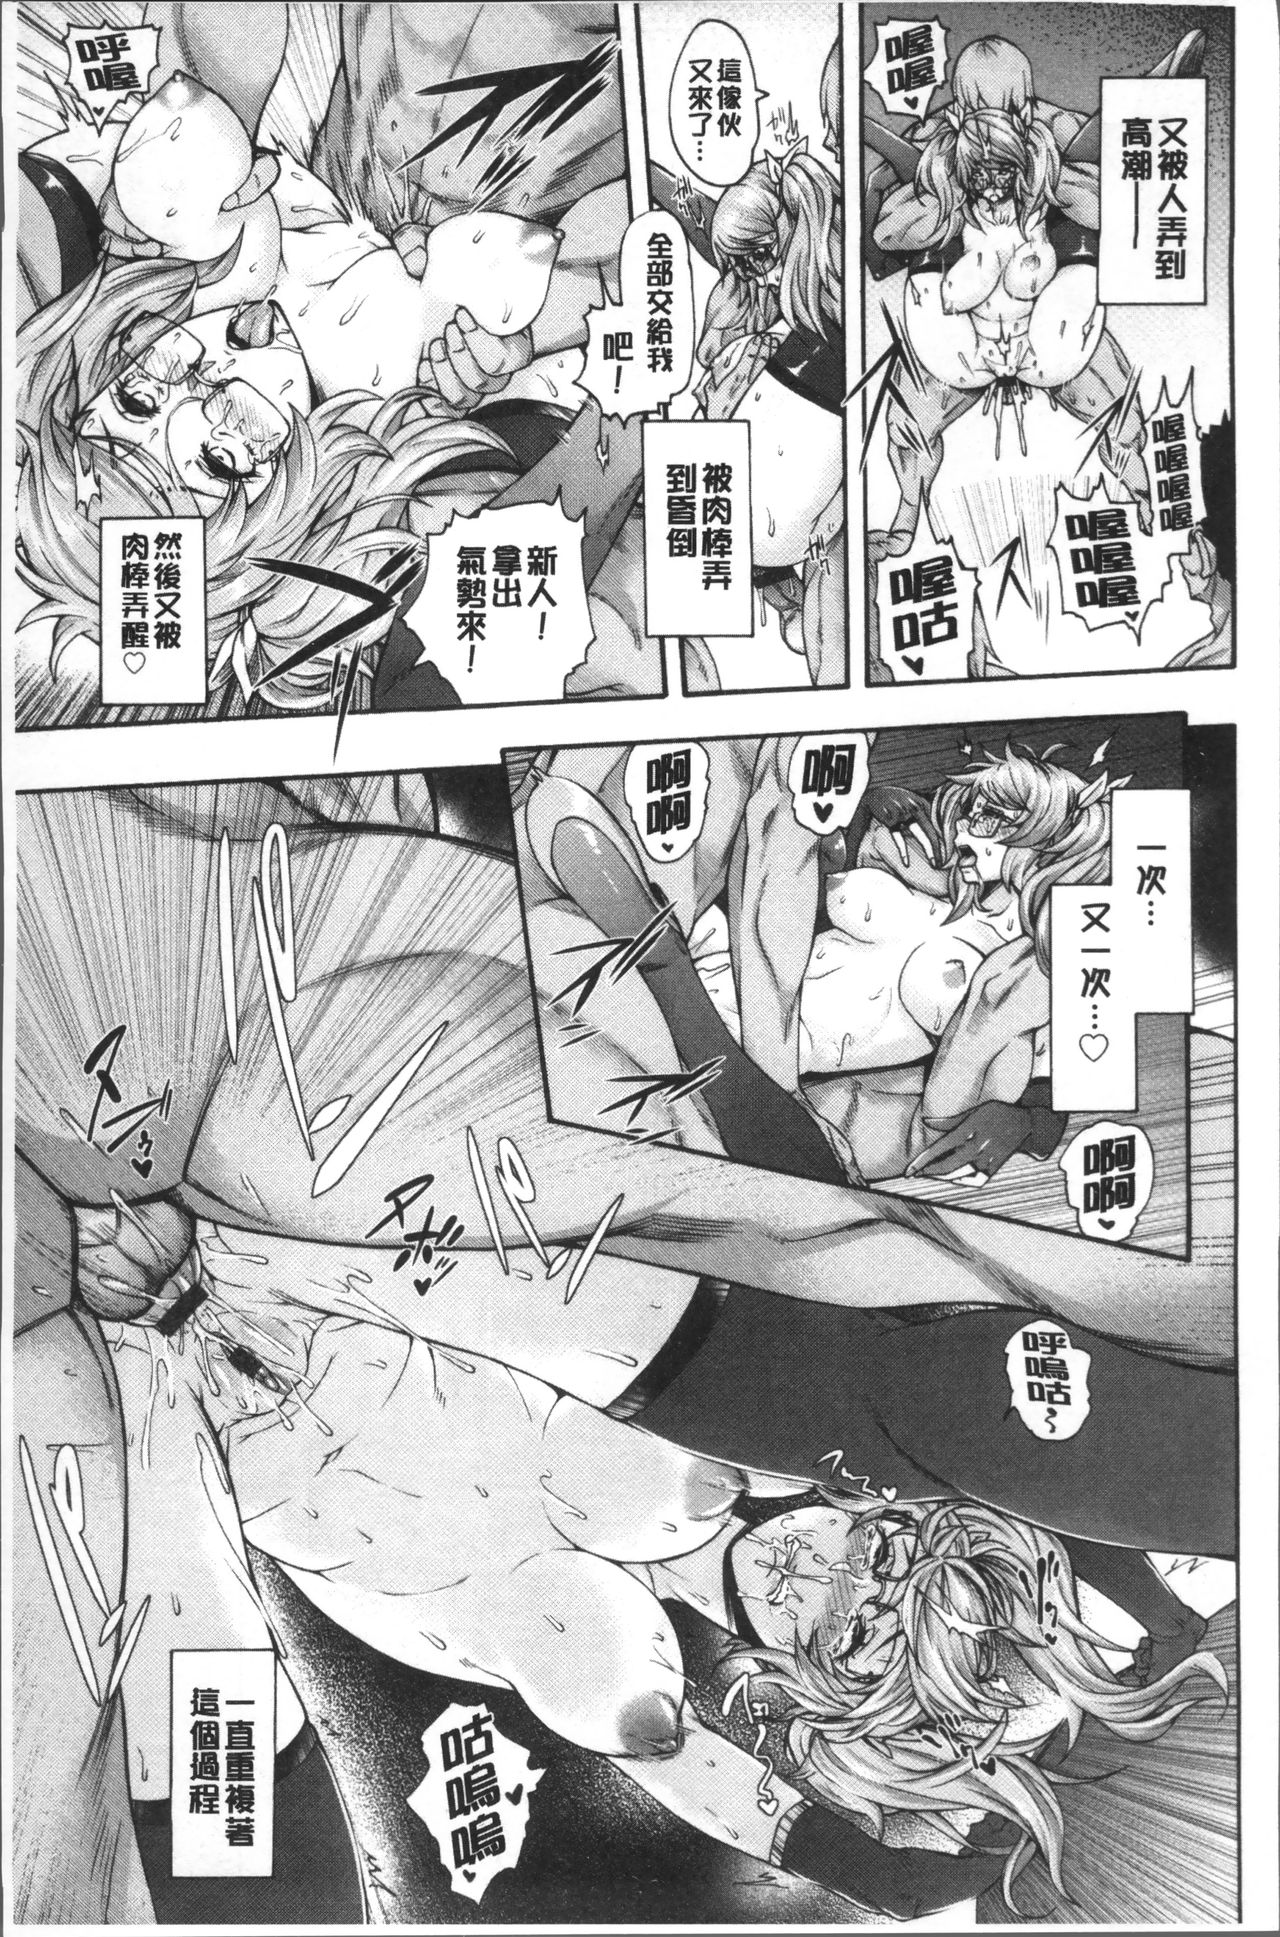 又被人弄到
高潮——
喔喔
♥
喔喔喔喔
喔喔喔
♥
喔咕
♥
這傢伙
又來了…
全部交給我
吧!
被肉棒弄
到昏倒
新人!
拿出
氣勢來!
呼喔
♥
然後又被
肉棒弄醒♡
一次…
又一次…♡
啊
♥
啊啊
♥
啊啊
♥
呼嗚咕~
咕嗚嗚
♥
一直重複著
這個過程